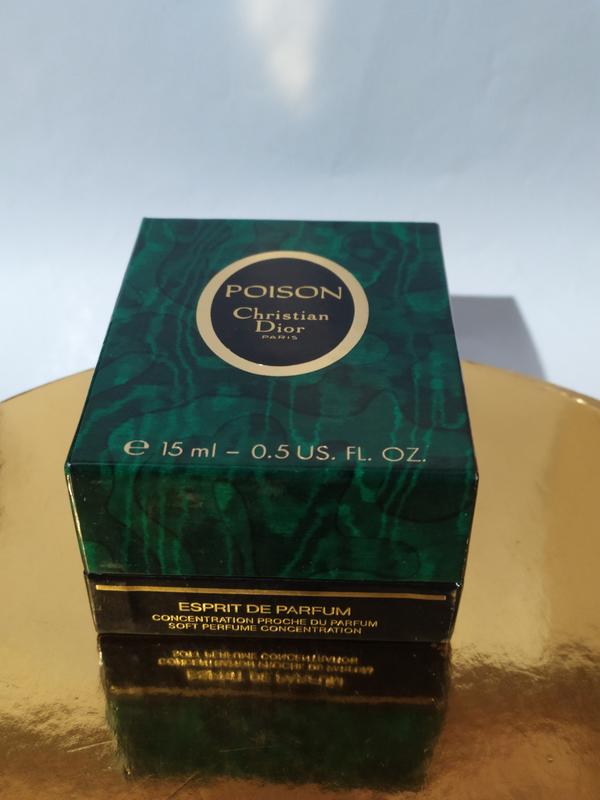 POISON
Christian
Dior
PARIS
℮ 15 ml – 0.5 US. FL. OZ.
ESPRIT DE PARFUM
CONCENTRATION PROCHE DU PARFUM
SOFT PERFUME CONCENTRATION